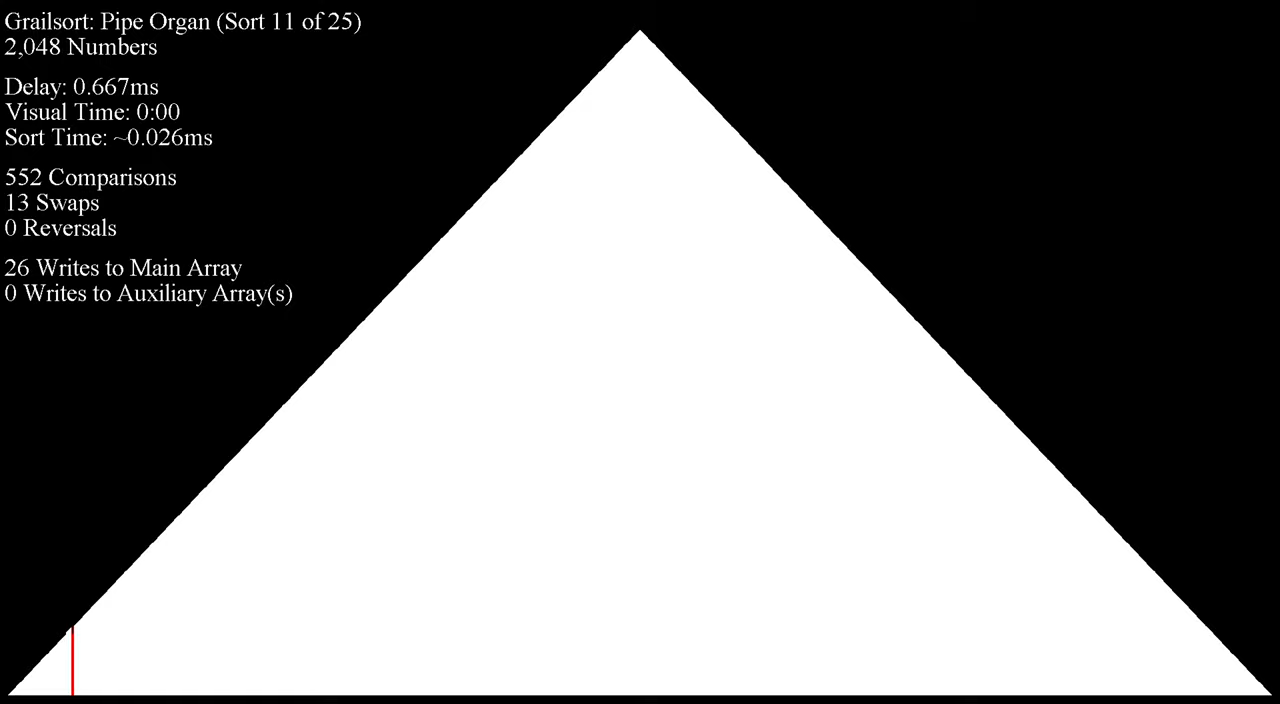 Grailsort: Pipe Organ (Sort 11 of 25)
2,048 Numbers
Delay: 0.667ms
Visual Time: 0:00
Sort Time: ~0.026ms
552 Comparisons
13 Swaps
0 Reversals
26 Writes to Main Array
0 Writes to Auxiliary Array(s)